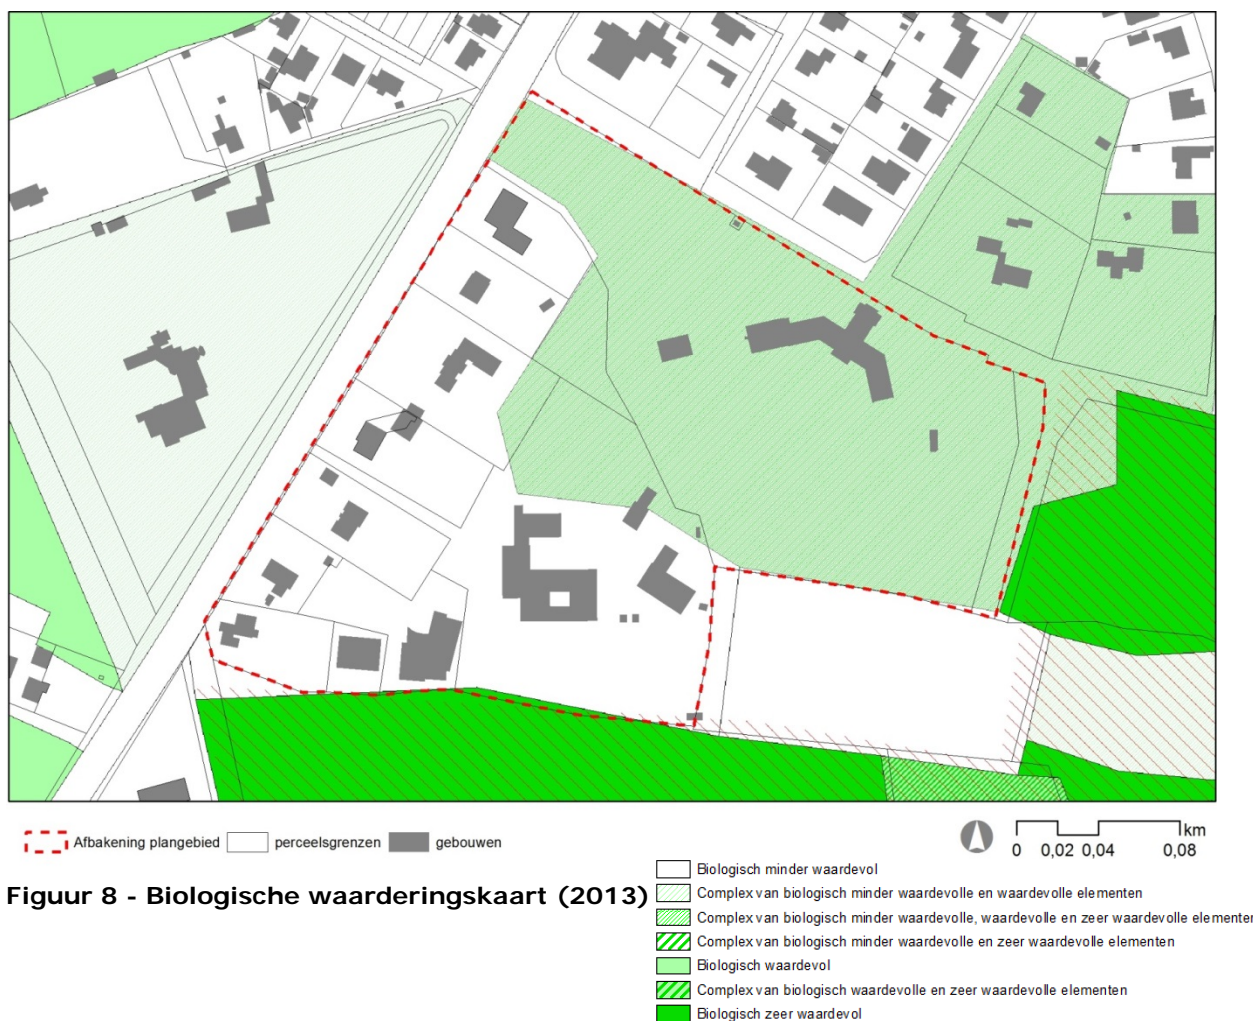 Afbakening plangebied perceelsgrenzen gebouwen
km
0 0,02 0,04 0,08
Figuur 8 - Biologische waarderingskaart (2013)
Biologisch minder waardevol
Complex van biologisch minder waardevolle en waardevolle elementen
Complex van biologisch minder waardevolle, waardevolle en zeer waardevolle elementen
Complex van biologisch minder waardevolle en zeer waardevolle elementen
Biologisch waardevol
Complex van biologisch waardevolle en zeer waardevolle elementen
Biologisch zeer waardevol